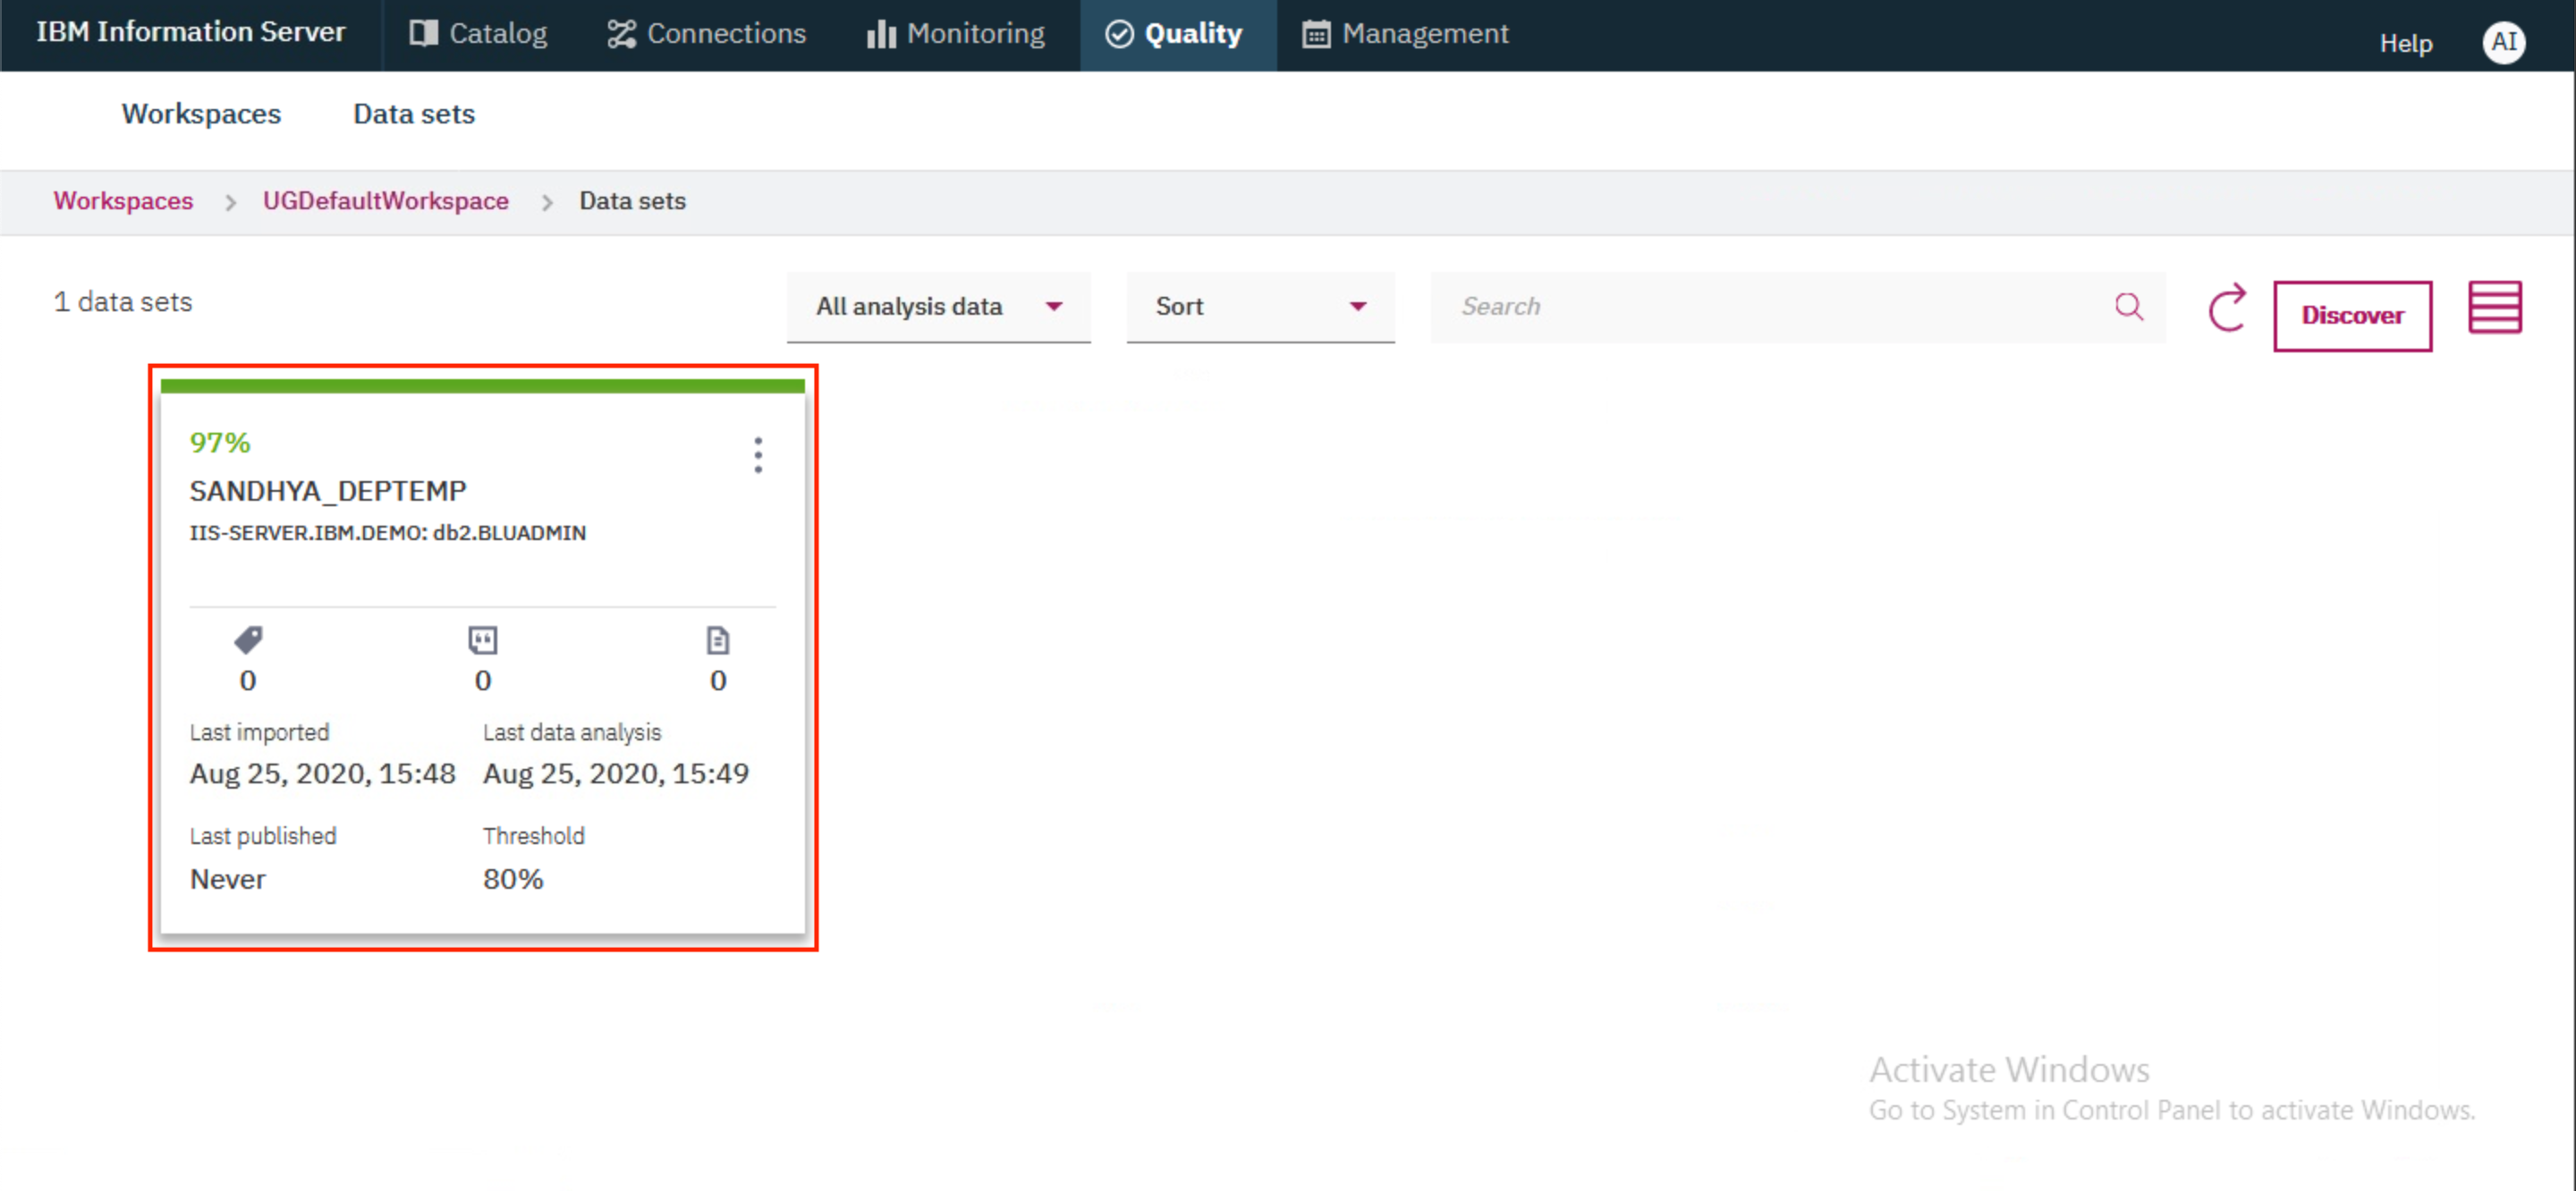 IBM Information Server Catalog Connections Monitoring Quality Management Help AI
Workspaces Data sets
Workspaces > UGDefaultWorkspace > Data sets
1 data sets All analysis data Sort Search Discover
97%
SANDHYA_DEPTEMP
IIS-SERVER.IBM.DEMO: db2.BLUADMIN
0 0 0
Last imported Last data analysis
Aug 25, 2020, 15:48 Aug 25, 2020, 15:49
Last published Threshold
Never 80%
Activate Windows
Go to System in Control Panel to activate Windows.